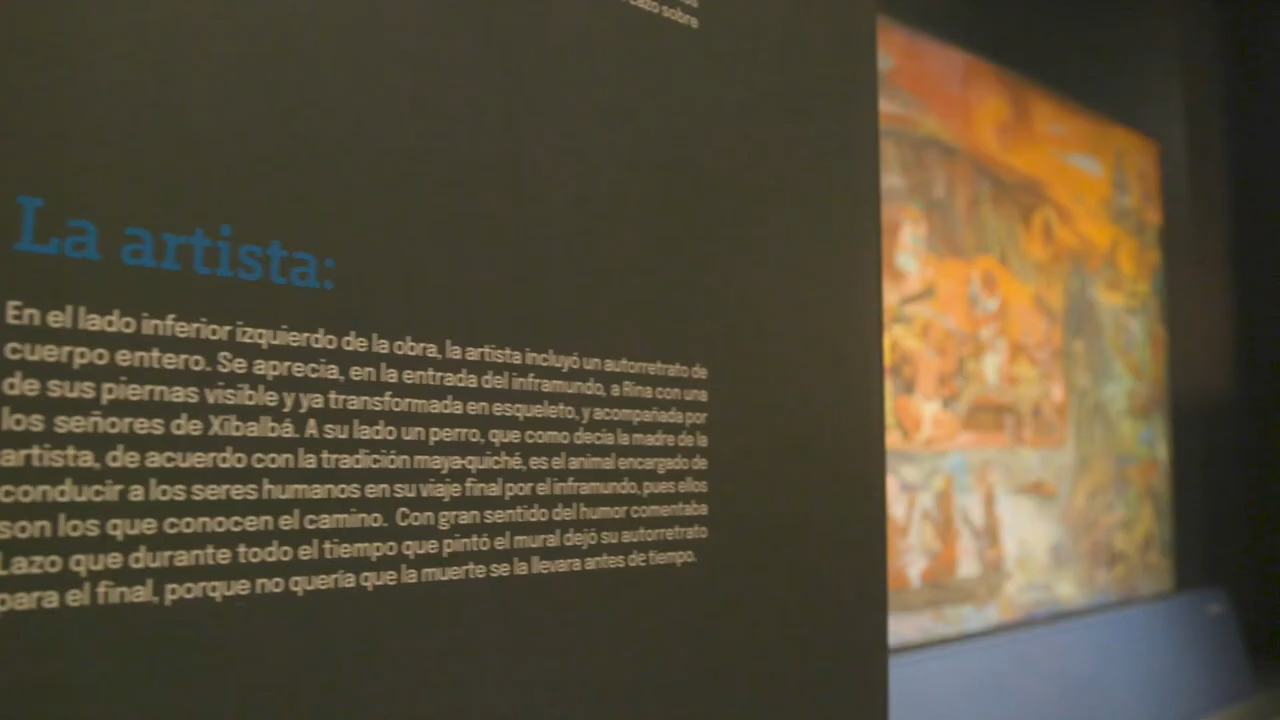 Lazo sobre
La artista:
En el lado inferior izquierdo de la obra, la artista incluyó un autorretrato de
cuerpo entero. Se aprecia, en la entrada del inframundo, a Rina con una
de sus piernas visible y ya transformada en esqueleto, y acompañada por
los señores de Xibalbá. A su lado un perro, que como decía la madre de la
artista, de acuerdo con la tradición maya-quiché, es el animal encargado de
conducir a los seres humanos en su viaje final por el inframundo, pues ellos
son los que conocen el camino. Con gran sentido del humor comentaba
Lazo que durante todo el tiempo que pintó el mural dejó su autorretrato
para el final, porque no quería que la muerte se la llevara antes de tiempo.